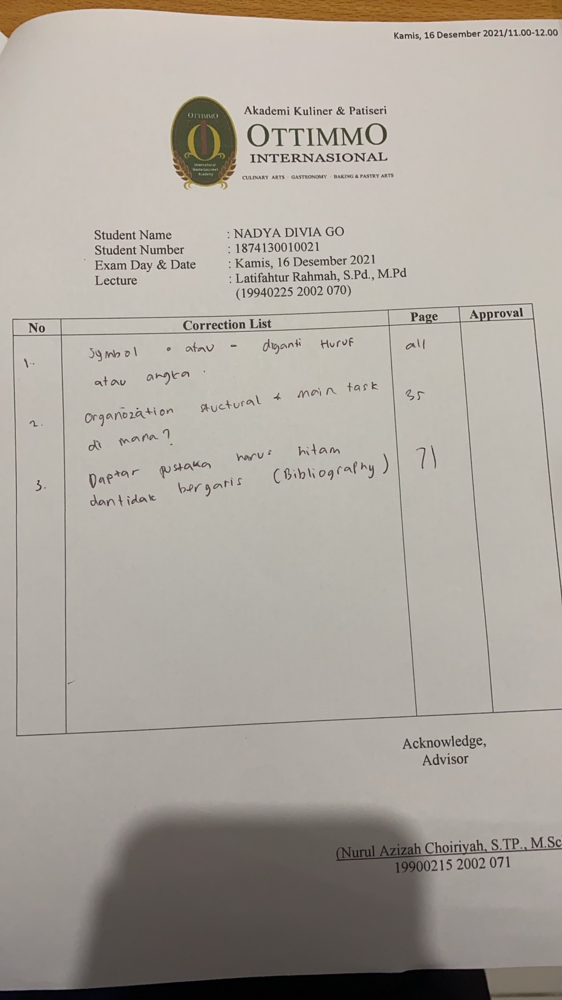 Kamis, 16 Desember 2021/11.00-12.00
OTTIMMO
International
MasterGourmet
Academy
Akademi Kuliner & Patiseri
OTTIMMO
INTERNASIONAL
CULINARY ARTS · GASTRONOMY · BAKING & PASTRY ARTS
Student Name : NADYA DIVIA GO
Student Number : 1874130010021
Exam Day & Date : Kamis, 16 Desember 2021
Lecture : Latifahtur Rahmah, S.Pd., M.Pd
(19940225 2002 070)
No Correction List Page Approval
1.. Symbol • atau - diganti Huruf all
atau angka.
2. Organization stuctural & main task 35
di mana?
3. Daptar pustaka harus hitam 71
dantidak bergaris (Bibliography)
Acknowledge,
Advisor
(Nurul Azizah Choiriyah, S.TP., M.Sc
19900215 2002 071